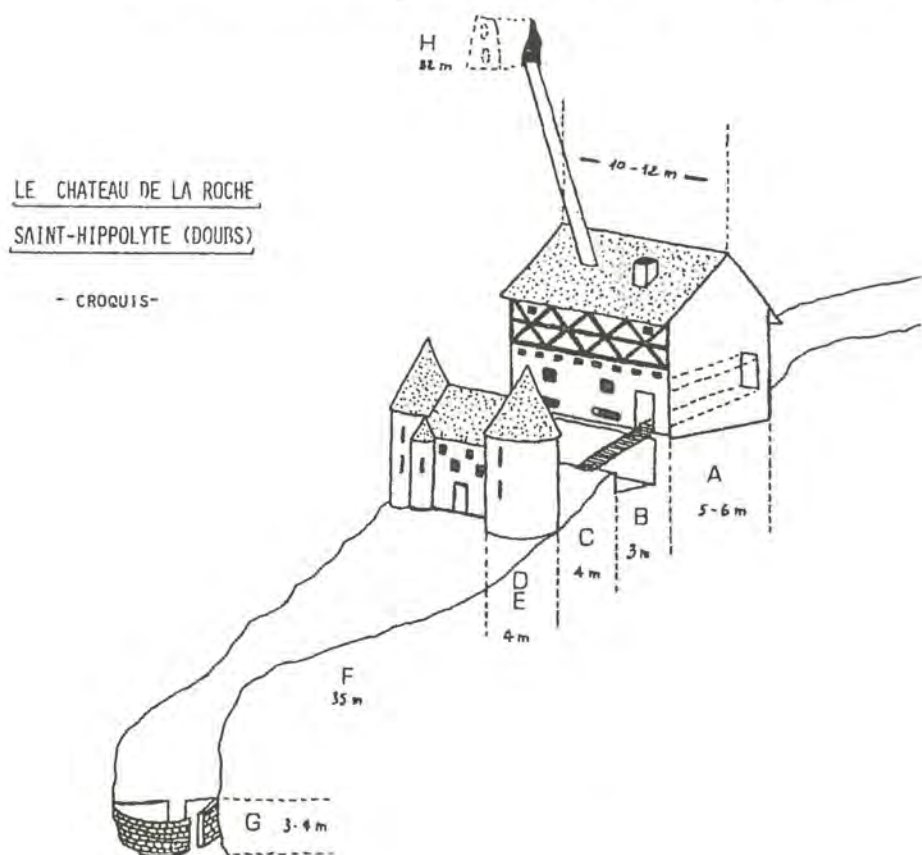 H
32 m
10-12 m
LE CHATEAU DE LA ROCHE
SAINT-HIPPOLYTE (DOUBS)
- CROQUIS-
A
5-6 m
B
3 m
C
4 m
D
E
4 m
F
35 m
G 3-4 m